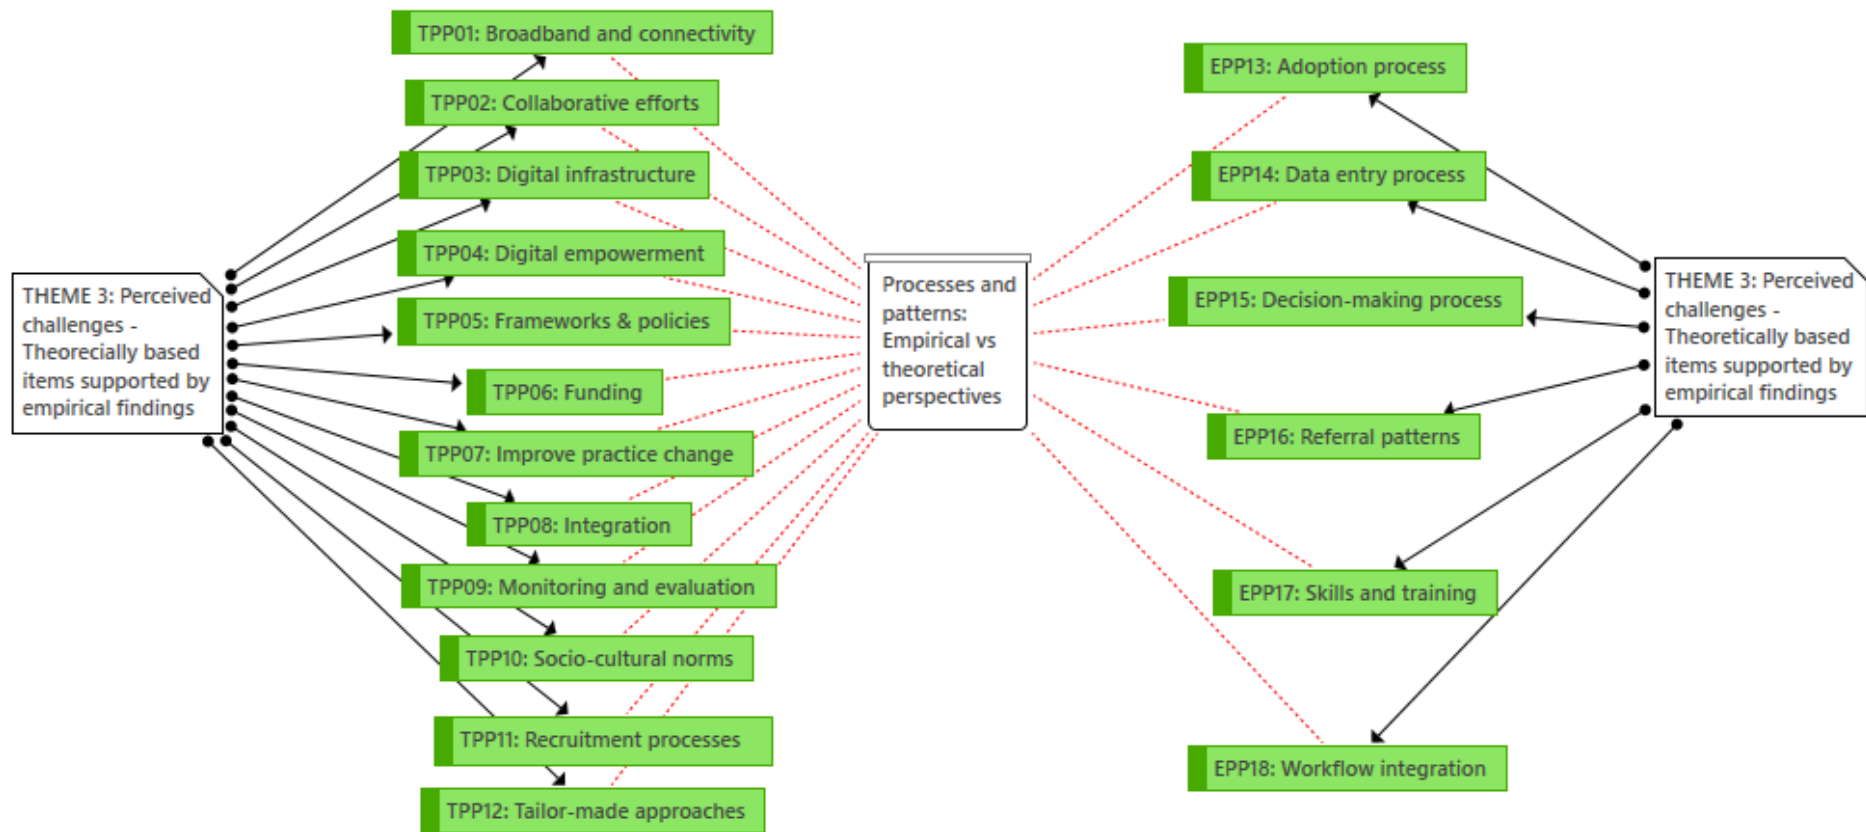 THEME 3: Perceived
challenges -
Theorecially based
items supported by
empirical findings
TPP01: Broadband and connectivity
TPP02: Collaborative efforts
TPP03: Digital infrastructure
TPP04: Digital empowerment
TPP05: Frameworks & policies
TPP06: Funding
TPP07: Improve practice change
TPP08: Integration
TPP09: Monitoring and evaluation
TPP10: Socio-cultural norms
TPP11: Recruitment processes
TPP12: Tailor-made approaches
Processes and
patterns:
Empirical vs
theoretical
perspectives
EPP13: Adoption process
EPP14: Data entry process
EPP15: Decision-making process
EPP16: Referral patterns
EPP17: Skills and training
EPP18: Workflow integration
THEME 3: Perceived
challenges -
Theoretically based
items supported by
empirical findings